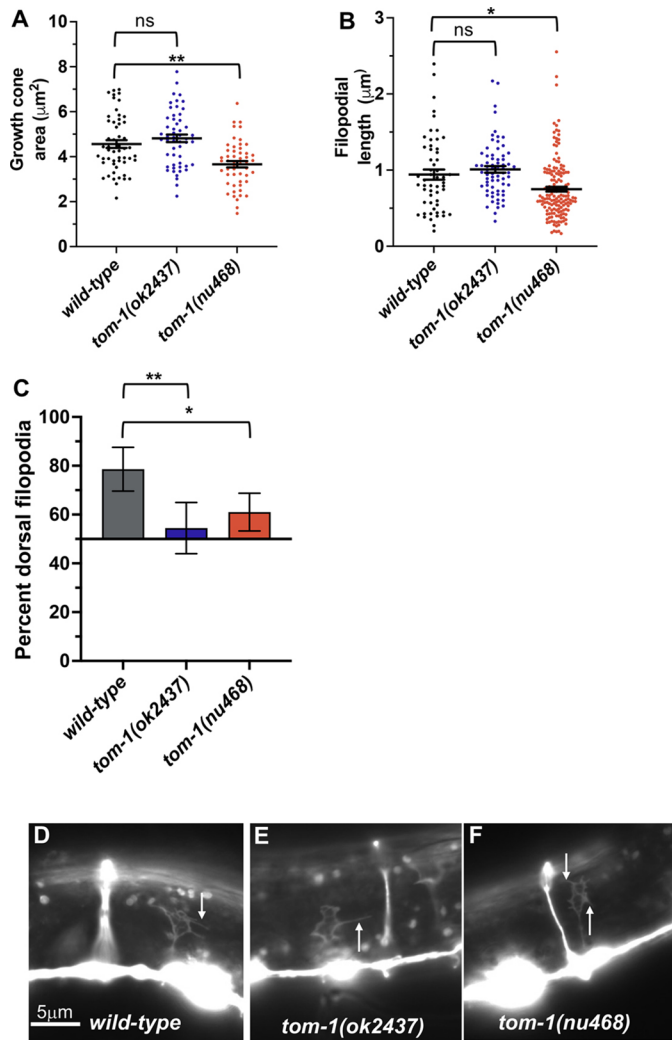 A
ns
**
Growth cone
area (μm²)
10
8
6
4
2
0
wild-type
tom-1(ok2437)
tom-1(nu468)
B
*
ns
Filopodial
length (μm)
3
2
1
0
wild-type
tom-1(ok2437)
tom-1(nu468)
C
**
*
Percent dorsal filopodia
100
80
60
40
20
0
wild-type
tom-1(ok2437)
tom-1(nu468)
D
E
F
5μm
wild-type
tom-1(ok2437)
tom-1(nu468)